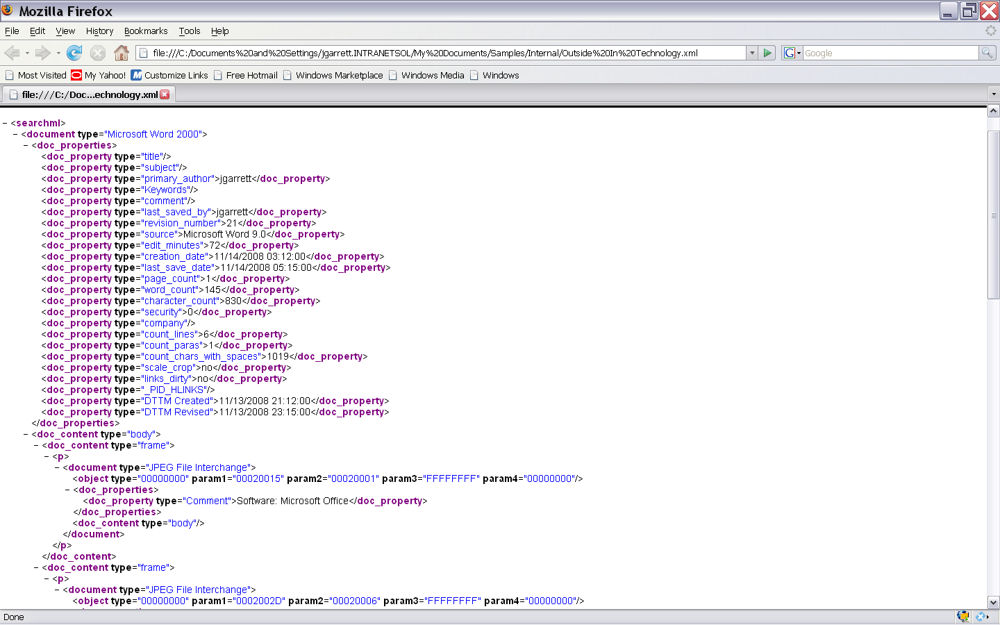 Mozilla Firefox
File Edit View History Bookmarks Tools Help
file:///C:/Documents%20and%20Settings/jgarrett.INTRANETSOL/My%20Documents/Samples/Internal/Outside%20In%20Technology.xml G Google
Most Visited My Yahoo! M Customize Links Free Hotmail Windows Marketplace Windows Media Windows
file:///C:/Doc...echnology.xml
− <searchml>
− <document type="Microsoft Word 2000">
− <doc_properties>
<doc_property type="title"/>
<doc_property type="subject"/>
<doc_property type="primary_author">jgarrett</doc_property>
<doc_property type="Keywords"/>
<doc_property type="comment"/>
<doc_property type="last_saved_by">jgarrett</doc_property>
<doc_property type="revision_number">21</doc_property>
<doc_property type="source">Microsoft Word 9.0</doc_property>
<doc_property type="edit_minutes">72</doc_property>
<doc_property type="creation_date">11/14/2008 03:12:00</doc_property>
<doc_property type="last_save_date">11/14/2008 05:15:00</doc_property>
<doc_property type="page_count">1</doc_property>
<doc_property type="word_count">145</doc_property>
<doc_property type="character_count">830</doc_property>
<doc_property type="security">0</doc_property>
<doc_property type="company"/>
<doc_property type="count_lines">6</doc_property>
<doc_property type="count_paras">1</doc_property>
<doc_property type="count_chars_with_spaces">1019</doc_property>
<doc_property type="scale_crop">no</doc_property>
<doc_property type="links_dirty">no</doc_property>
<doc_property type="_PID_HLINKS"/>
<doc_property type="DTTM Created">11/13/2008 21:12:00</doc_property>
<doc_property type="DTTM Revised">11/13/2008 23:15:00</doc_property>
</doc_properties>
− <doc_content type="body">
− <doc_content type="frame">
− <p>
− <document type="JPEG File Interchange">
<object type="00000000" param1="00020015" param2="00020001" param3="FFFFFFFF" param4="00000000"/>
− <doc_properties>
<doc_property type="Comment">Software: Microsoft Office</doc_property>
</doc_properties>
<doc_content type="body"/>
</document>
</p>
</doc_content>
− <doc_content type="frame">
− <p>
− <document type="JPEG File Interchange">
<object type="00000000" param1="0002002D" param2="00020006" param3="FFFFFFFF" param4="00000000"/>
Done